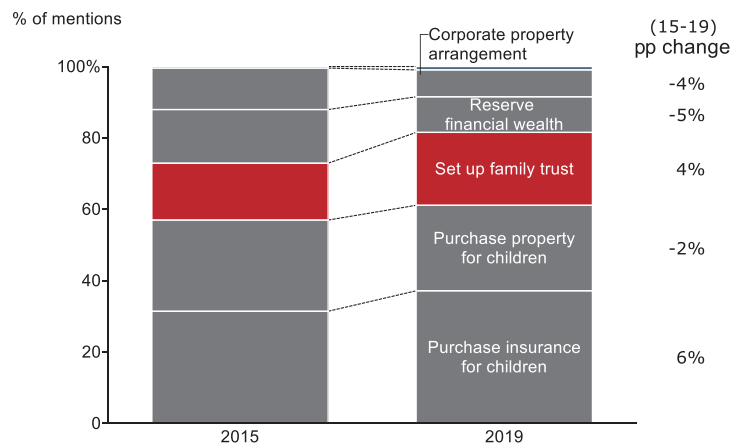 % of mentions
(15-19)
pp change
Corporate property
arrangement
100%
80
60
40
20
0
Reserve
financial wealth
Set up family trust
Purchase property
for children
Purchase insurance
for children
-4%
-5%
4%
-2%
6%
2015
2019